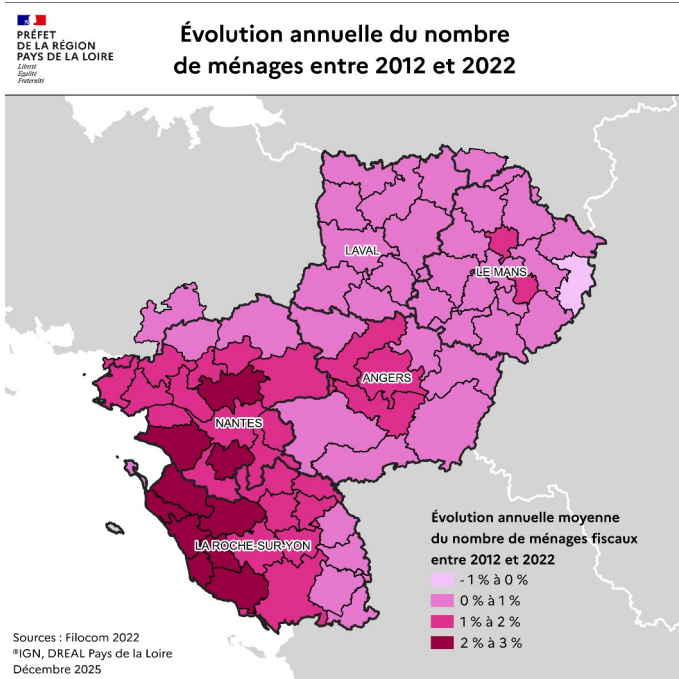 PRÉFET
DE LA RÉGION
PAYS DE LA LOIRE
Liberté
Égalité
Fraternité
Évolution annuelle du nombre
de ménages entre 2012 et 2022
LAVAL
LE MANS
ANGERS
NANTES
LA ROCHE-SUR-YON
Évolution annuelle moyenne
du nombre de ménages fiscaux
entre 2012 et 2022
-1 % à 0 %
0 % à 1 %
1 % à 2 %
2 % à 3 %
Sources : Filocom 2022
®IGN, DREAL Pays de la Loire
Décembre 2025